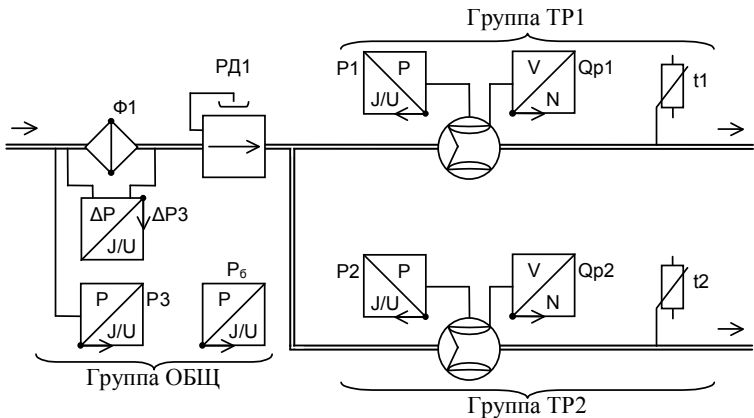 Группа ТР1
P1
P
J/U
V
N
Qp1
t1
РД1
Ф1
ΔP
J/U
ΔP3
P2
P
J/U
V
N
Qp2
t2
P
J/U
P3
Pб
P
J/U
Группа ОБЩ
Группа ТР2